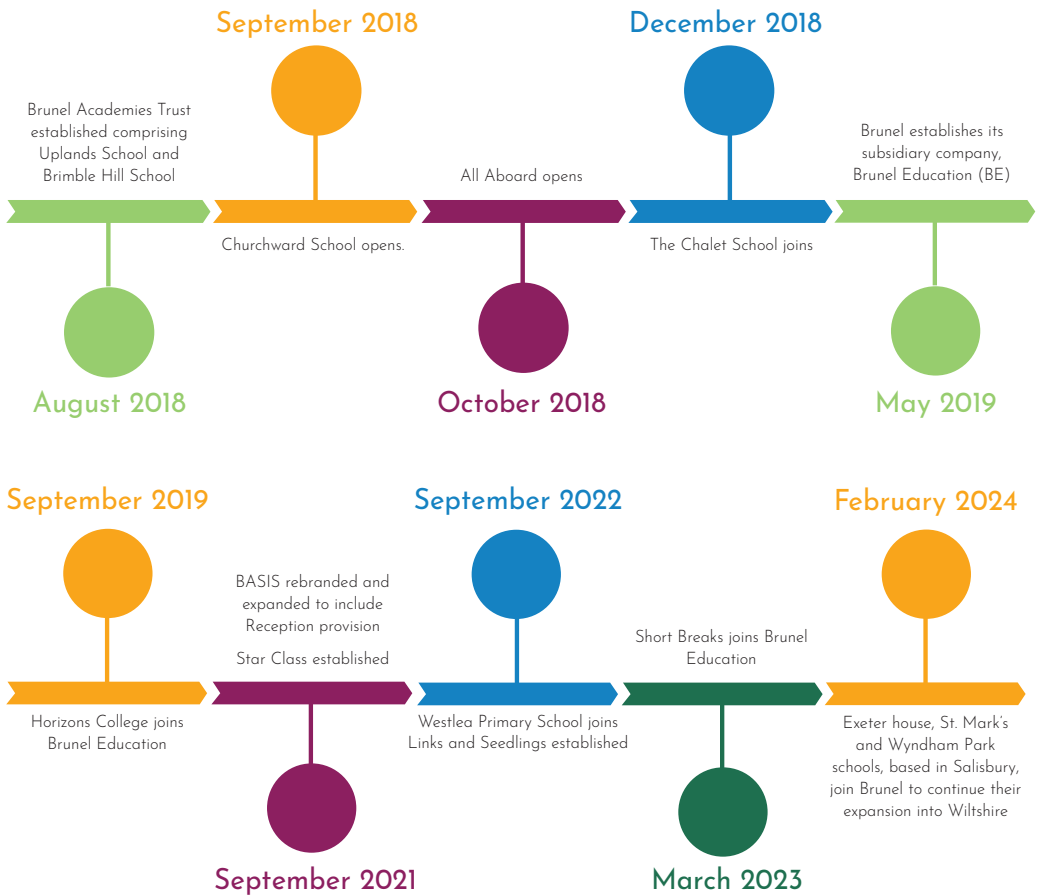 September 2018
December 2018
Brunel Academies Trust
established comprising
Uplands School and
Brimble Hill School
All Aboard opens
Brunel establishes its
subsidiary company,
Brunel Education (BE)
Churchward School opens.
The Chalet School joins
August 2018
October 2018
May 2019
September 2019
September 2022
February 2024
BASIS rebranded and
expanded to include
Reception provision
Star Class established
Short Breaks joins Brunel
Education
Horizons College joins
Brunel Education
Westlea Primary School joins
Links and Seedlings established
Exeter house, St. Mark's
and Wyndham Park
schools, based in Salisbury,
join Brunel to continue their
expansion into Wiltshire
September 2021
March 2023